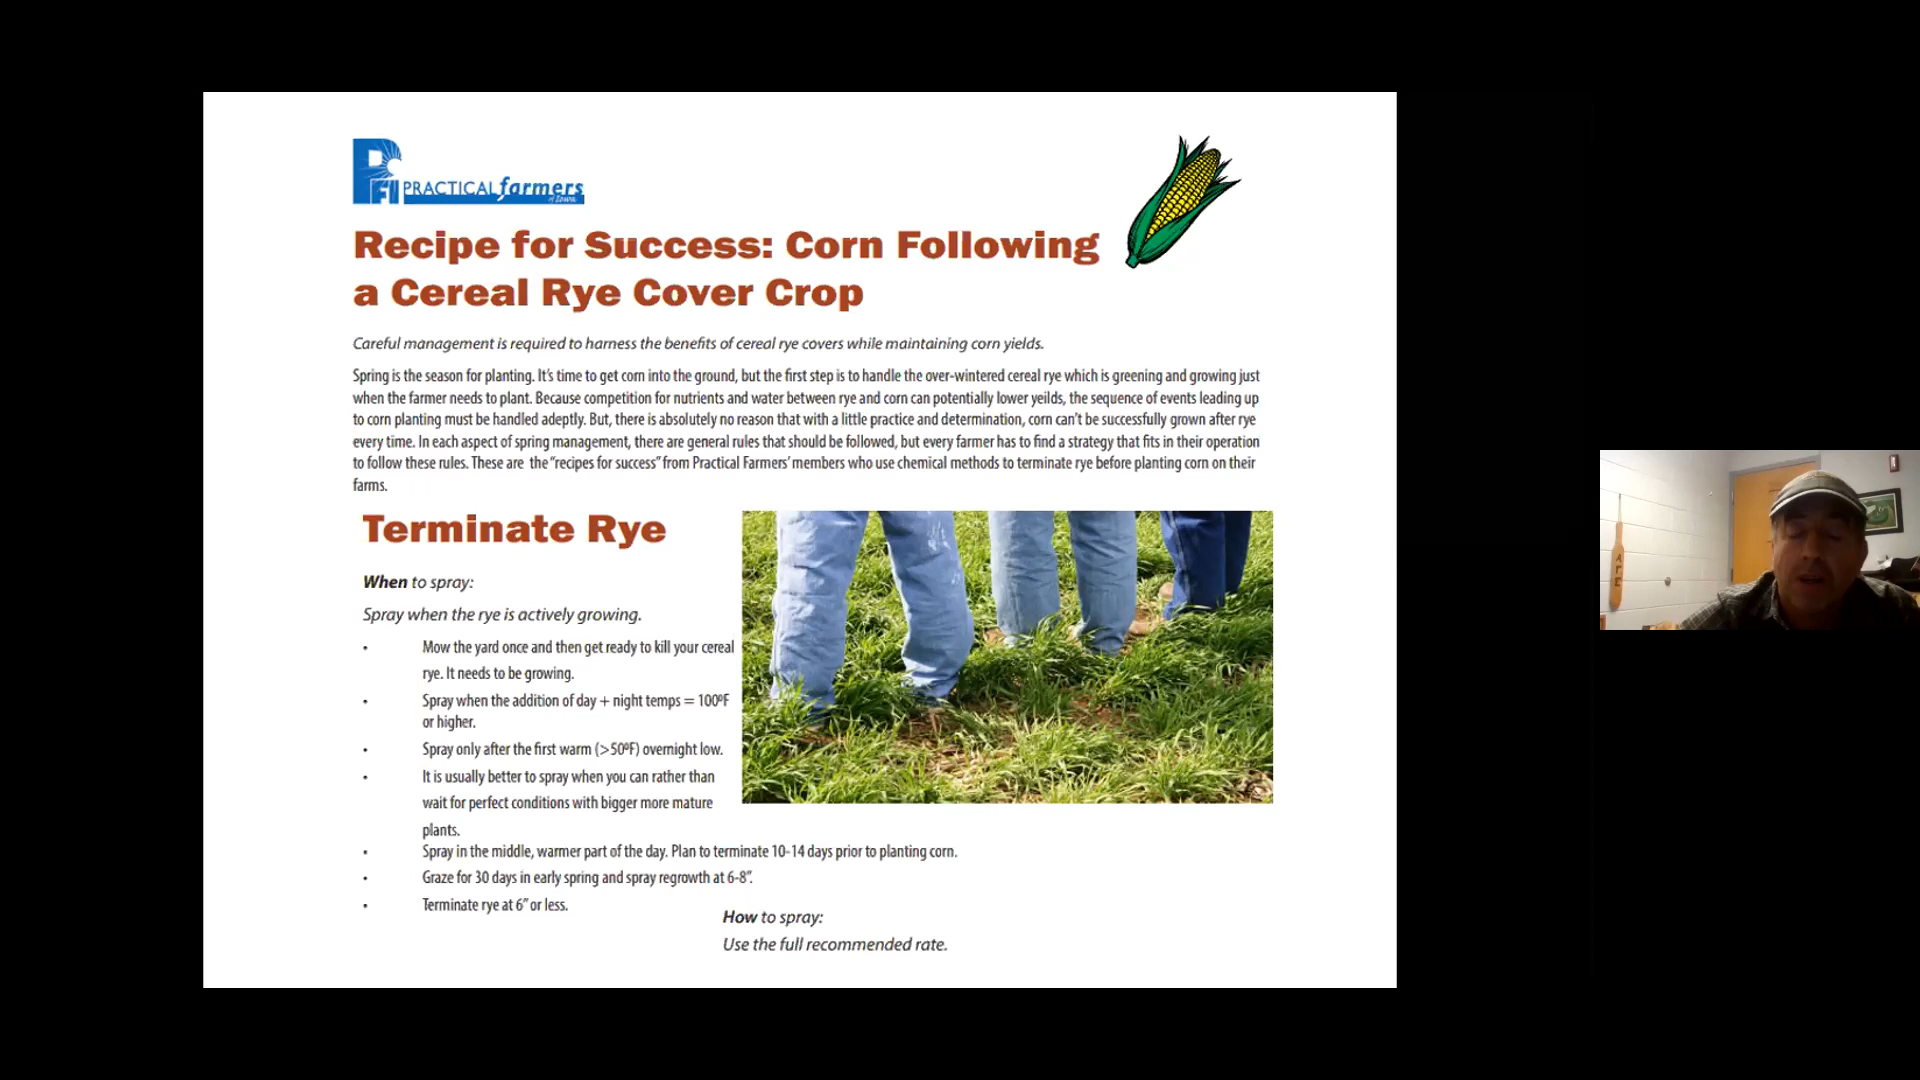 PFI PRACTICAL farmers
of Iowa
Recipe for Success: Corn Following
a Cereal Rye Cover Crop
Careful management is required to harness the benefits of cereal rye covers while maintaining corn yields.
Spring is the season for planting. It's time to get corn into the ground, but the first step is to handle the over-wintered cereal rye which is greening and growing just
when the farmer needs to plant. Because competition for nutrients and water between rye and corn can potentially lower yeilds, the sequence of events leading up
to corn planting must be handled adeptly. But, there is absolutely no reason that with a little practice and determination, corn can't be successfully grown after rye
every time. In each aspect of spring management, there are general rules that should be followed, but every farmer has to find a strategy that fits in their operation
to follow these rules. These are the "recipes for success" from Practical Farmers' members who use chemical methods to terminate rye before planting corn on their
farms.
Terminate Rye
When to spray:
Spray when the rye is actively growing.
• Mow the yard once and then get ready to kill your cereal
rye. It needs to be growing.
• Spray when the addition of day + night temps = 100ºF
or higher.
• Spray only after the first warm (>50ºF) overnight low.
• It is usually better to spray when you can rather than
wait for perfect conditions with bigger more mature
plants.
• Spray in the middle, warmer part of the day. Plan to terminate 10-14 days prior to planting corn.
• Graze for 30 days in early spring and spray regrowth at 6-8".
• Terminate rye at 6" or less.
How to spray:
Use the full recommended rate.